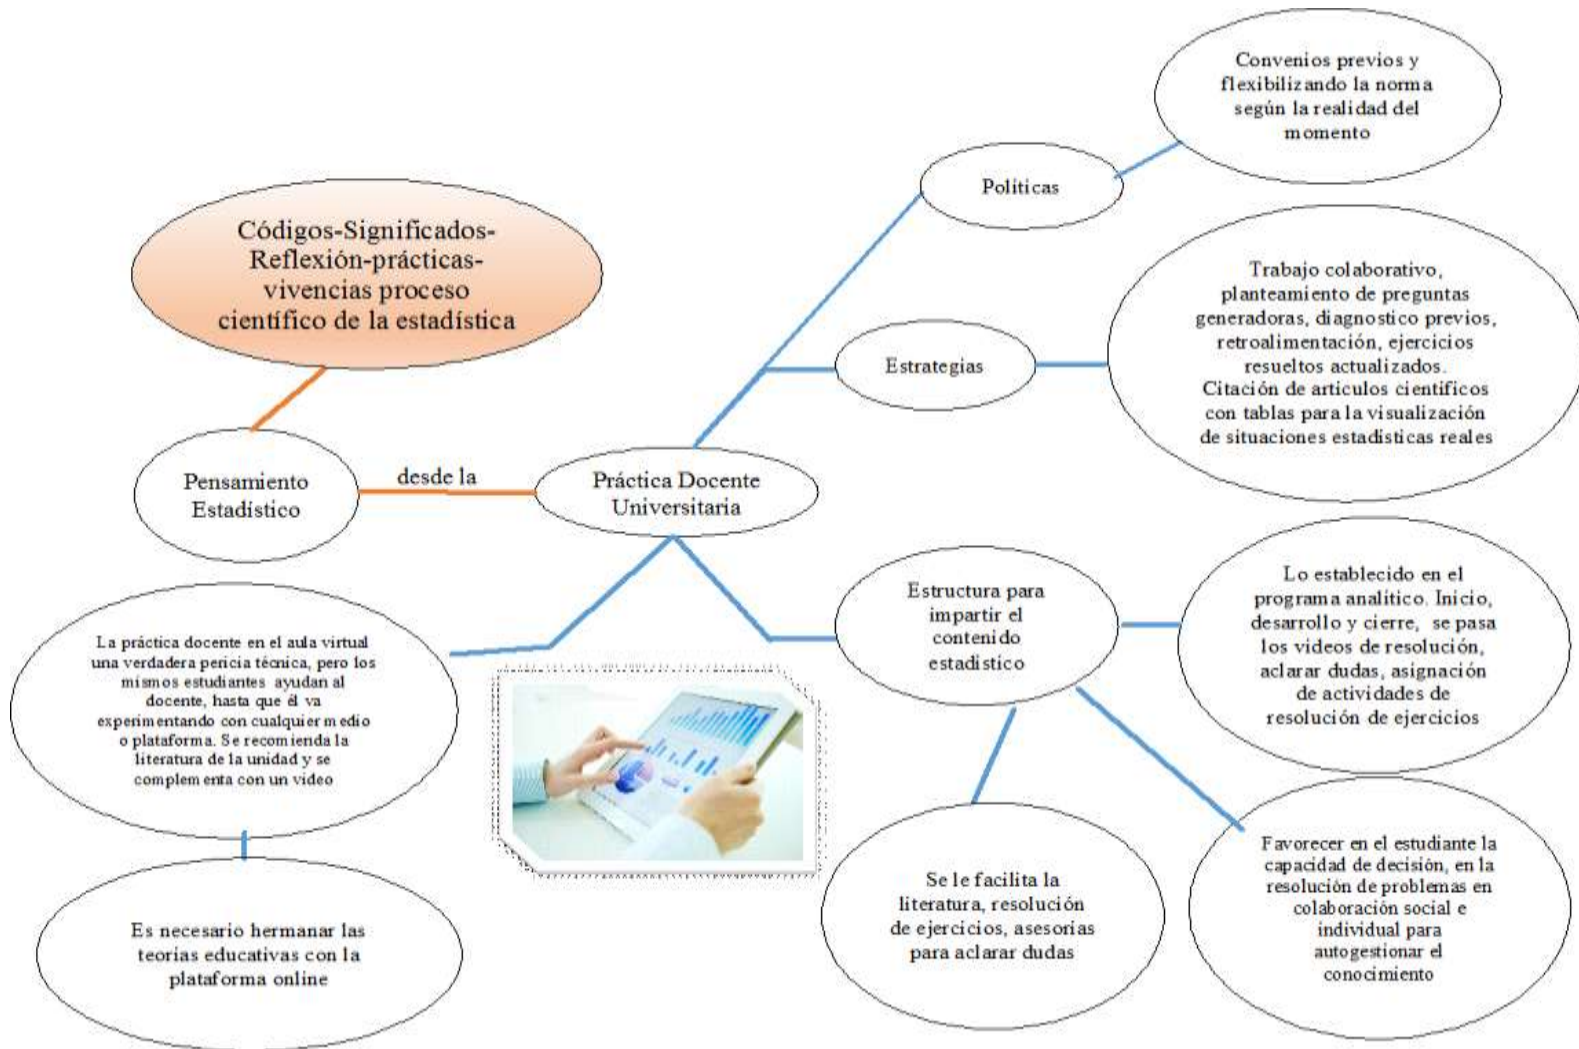 Convenios previos y
flexibilizando la norma
según la realidad del
momento
Políticas
Códigos-Significados-
Reflexión-prácticas-
vivencias proceso
científico de la estadística
Trabajo colaborativo,
planteamiento de preguntas
generadoras, diagnostico previos,
retroalimentación, ejercicios
resueltos actualizados.
Citación de artículos científicos
con tablas para la visualización
de situaciones estadísticas reales
Estrategias
Pensamiento
Estadístico
desde la
Práctica Docente
Universitaria
Estructura para
impartir el
contenido
estadístico
Lo establecido en el
programa analítico. Inicio,
desarrollo y cierre, se pasa
los videos de resolución,
aclarar dudas, asignación
de actividades de
resolución de ejercicios
La práctica docente en el aula virtual
una verdadera pericia técnica, pero los
mismos estudiantes ayudan al
docente, hasta que él va
experimentando con cualquier medio
o plataforma. Se recomienda la
literatura de la unidad y se
complementa con un video
Se le facilita la
literatura, resolución
de ejercicios, asesorías
para aclarar dudas
Favorecer en el estudiante la
capacidad de decisión, en la
resolución de problemas en
colaboración social e
individual para
autogestionar el
conocimiento
Es necesario hermanar las
teorías educativas con la
plataforma online